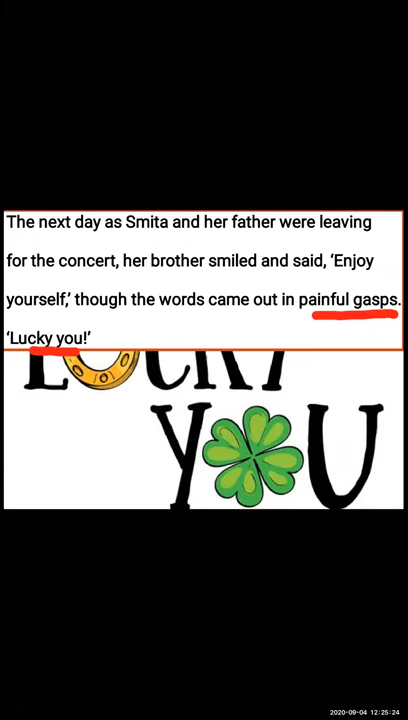 The next day as Smita and her father were leaving
for the concert, her brother smiled and said, ‘Enjoy
yourself,’ though the words came out in painful gasps.
‘Lucky you!’
LUCKY
YOU
2020-09-04 12:25:24